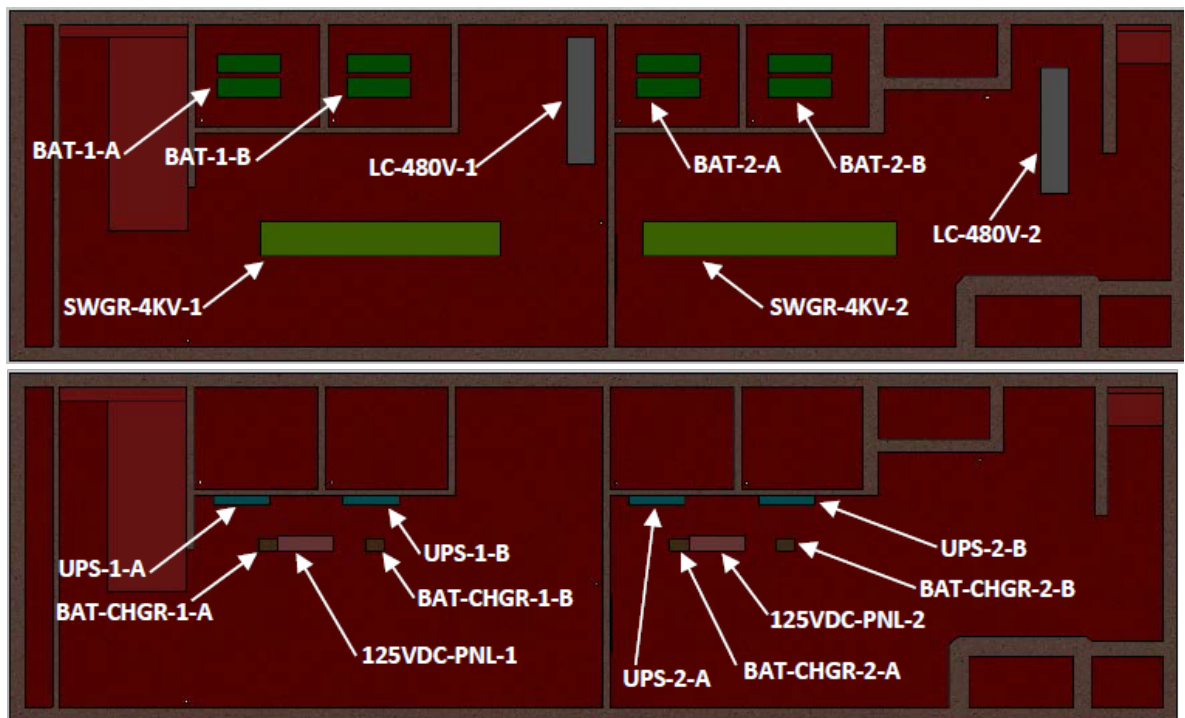 BAT-1-A
BAT-1-B
LC-480V-1
BAT-2-A
BAT-2-B
LC-480V-2
SWGR-4KV-1
SWGR-4KV-2
UPS-1-A
UPS-1-B
UPS-2-B
BAT-CHGR-1-A
BAT-CHGR-1-B
BAT-CHGR-2-B
125VDC-PNL-1
125VDC-PNL-2
UPS-2-A
BAT-CHGR-2-A